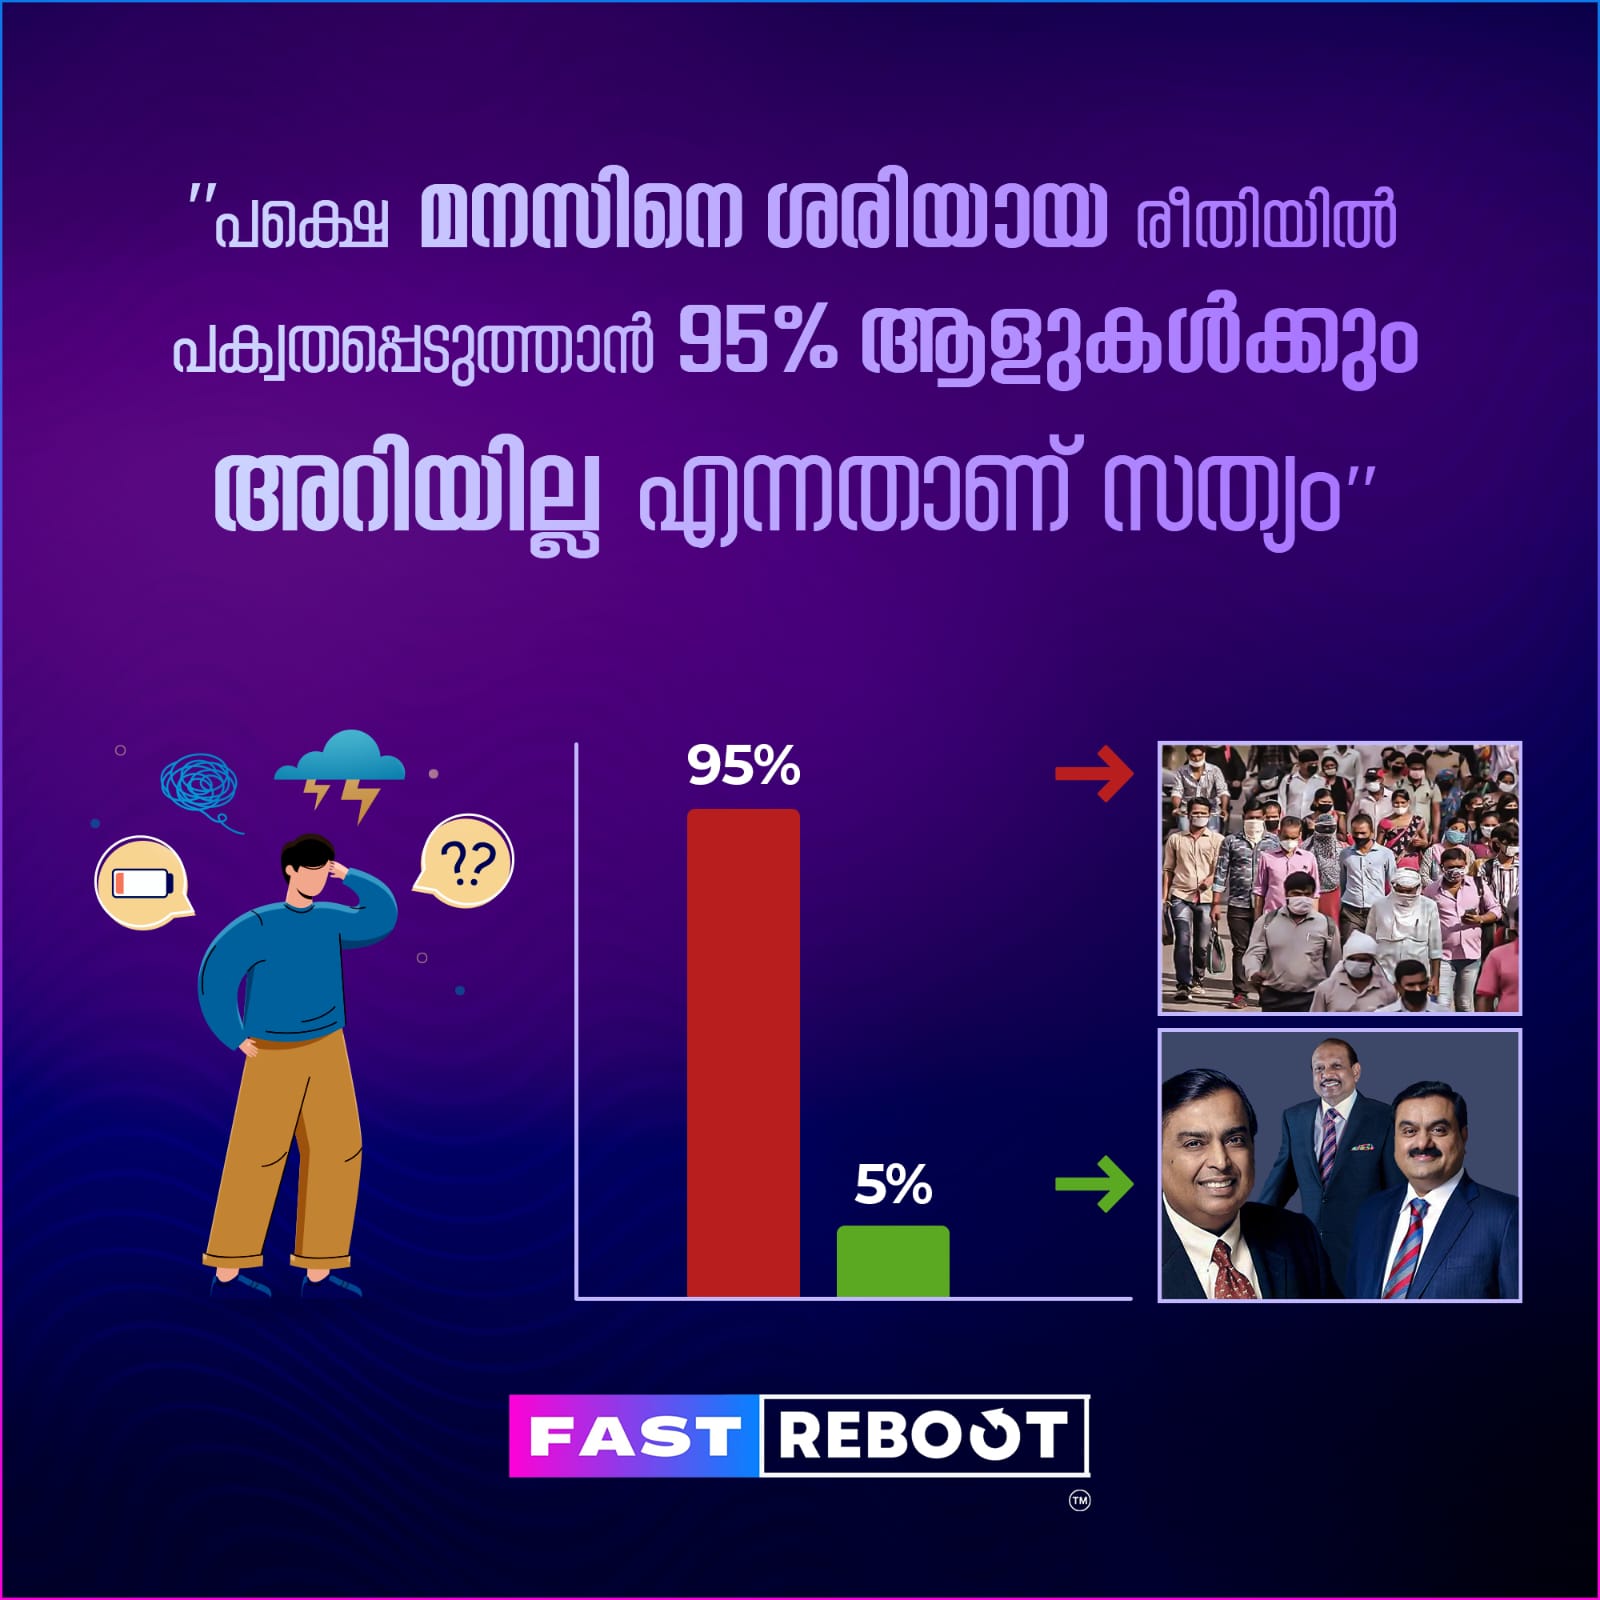 "പക്ഷെ മനസിനെ ശരിയായ രീതിയിൽ
പക്വതപ്പെടുത്താൻ 95% ആളുകൾക്കും
അറിയില്ല എന്നതാണ് സത്യം"
95%
??
5%
FAST REBOOT
TM